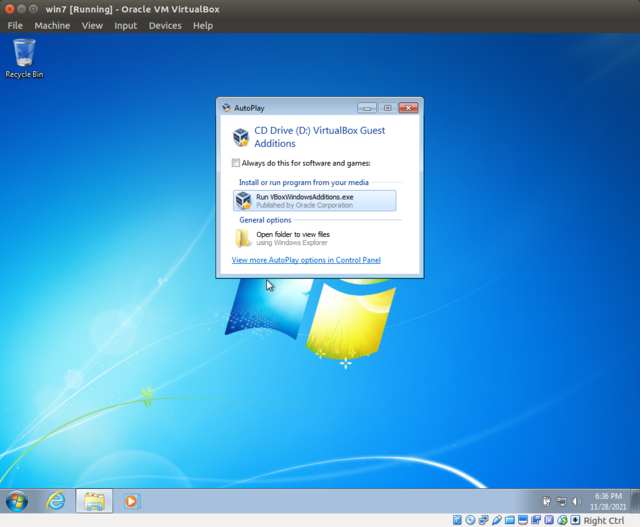 win7 [Running] - Oracle VM VirtualBox
File Machine View Input Devices Help
Recycle Bin
AutoPlay
CD Drive (D:) VirtualBox Guest
Additions
Always do this for software and games:
Install or run program from your media
Run VBoxWindowsAdditions.exe
Published by Oracle Corporation
General options
Open folder to view files
using Windows Explorer
View more AutoPlay options in Control Panel
6:36 PM
11/28/2021
Right Ctrl